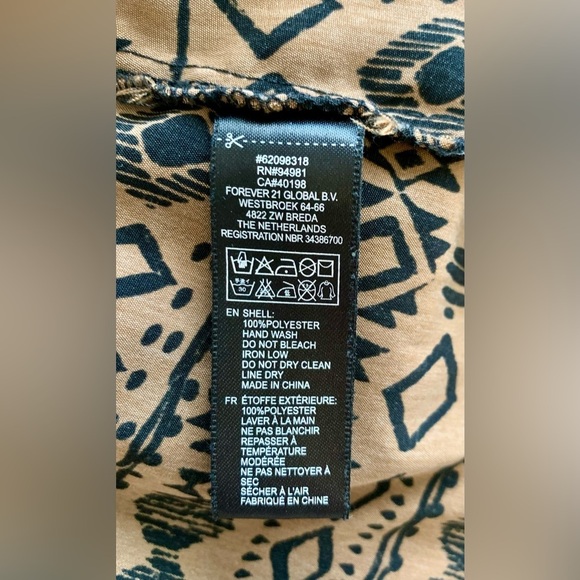 #62098318
RN#94981
CA#40198
FOREVER 21 GLOBAL B.V.
WESTBROEK 64-66
4822 ZW BREDA
THE NETHERLANDS
REGISTRATION NBR 34386700
EN SHELL:
100%POLYESTER
HAND WASH
DO NOT BLEACH
IRON LOW
DO NOT DRY CLEAN
LINE DRY
MADE IN CHINA
FR ÉTOFFE EXTÉRIEURE:
100%POLYESTER
LAVER À LA MAIN
NE PAS BLANCHIR
REPASSER À
TEMPÉRATURE
MODÉRÉE
NE PAS NETTOYER À
SEC
SÉCHER À L'AIR
FABRIQUÉ EN CHINE